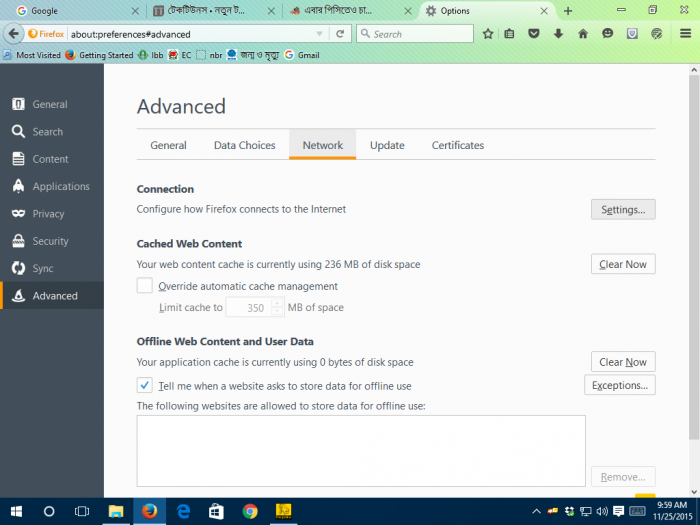 Google
টেকটিউনস • নতুন ট...
এবার পিসিতেও চা...
Options
Firefox
about:preferences#advanced
Search
Most Visited
Getting Started
lbb
EC
nbr
জন্ম ও মৃত্যু
Gmail
General
Search
Content
Applications
Privacy
Security
Sync
Advanced
Advanced
General
Data Choices
Network
Update
Certificates
Connection
Configure how Firefox connects to the Internet
Settings...
Cached Web Content
Your web content cache is currently using 236 MB of disk space
Clear Now
Override automatic cache management
Limit cache to 350 MB of space
Offline Web Content and User Data
Your application cache is currently using 0 bytes of disk space
Clear Now
Tell me when a website asks to store data for offline use
Exceptions...
The following websites are allowed to store data for offline use:
Remove...
9:59 AM
11/25/2015